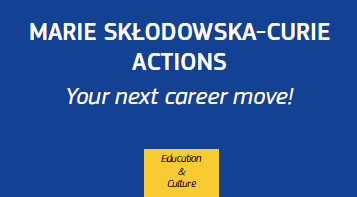 MARIE SKŁODOWSKA-CURIE
ACTIONS
Your next career move!
Education
&
Culture